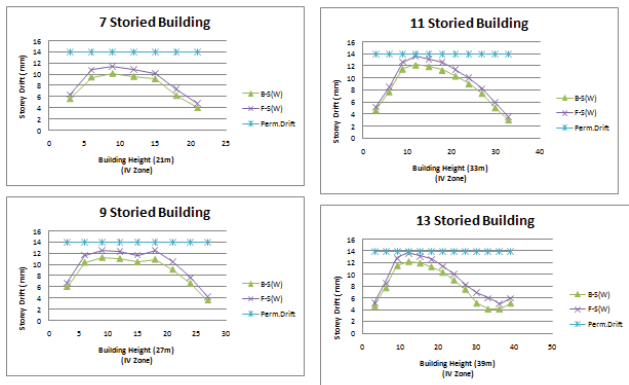 7 Storied Building
Storey Drift (mm)
16
14
12
10
8
6
4
2
0
0 5 10 15 20 25
Building Height (21m)
(IV Zone)
B-S(W)
F-S(W)
Perm.Drift
11 Storied Building
Storey Drift (mm)
16
14
12
10
8
6
4
2
0
0 10 20 30 40
Building Height (33m)
(IV Zone)
B-S(W)
F-S(W)
Perm.Drift
9 Storied Building
Storey Drift (mm)
16
14
12
10
8
6
4
2
0
0 5 10 15 20 25 30
Building Height (27m)
(IV Zone)
B-S(W)
F-S(W)
Perm.Drift
13 Storied Building
Storey Drift (mm)
16
14
12
10
8
6
4
2
0
0 10 20 30 40 50
Building Height (39m)
(IV Zone)
B-S(W)
F-S(W)
Perm.Drift